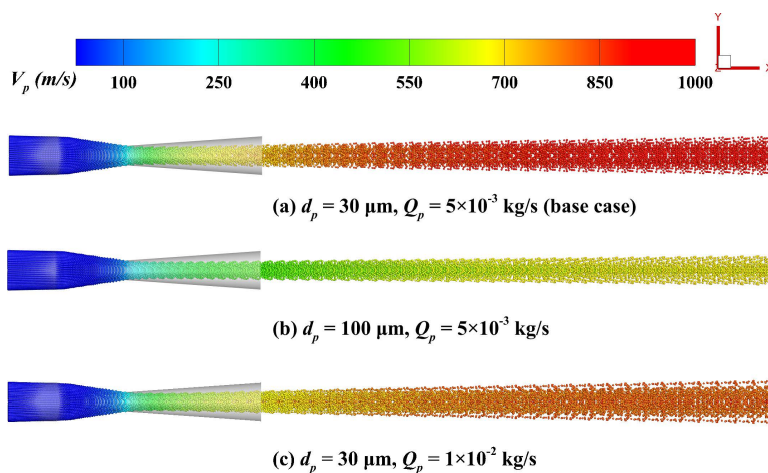 Y
Z X
V_p (m/s) 100 250 400 550 700 850 1000
(a) d_p = 30 μm, Q_p = 5×10⁻³ kg/s (base case)
(b) d_p = 100 μm, Q_p = 5×10⁻³ kg/s
(c) d_p = 30 μm, Q_p = 1×10⁻² kg/s